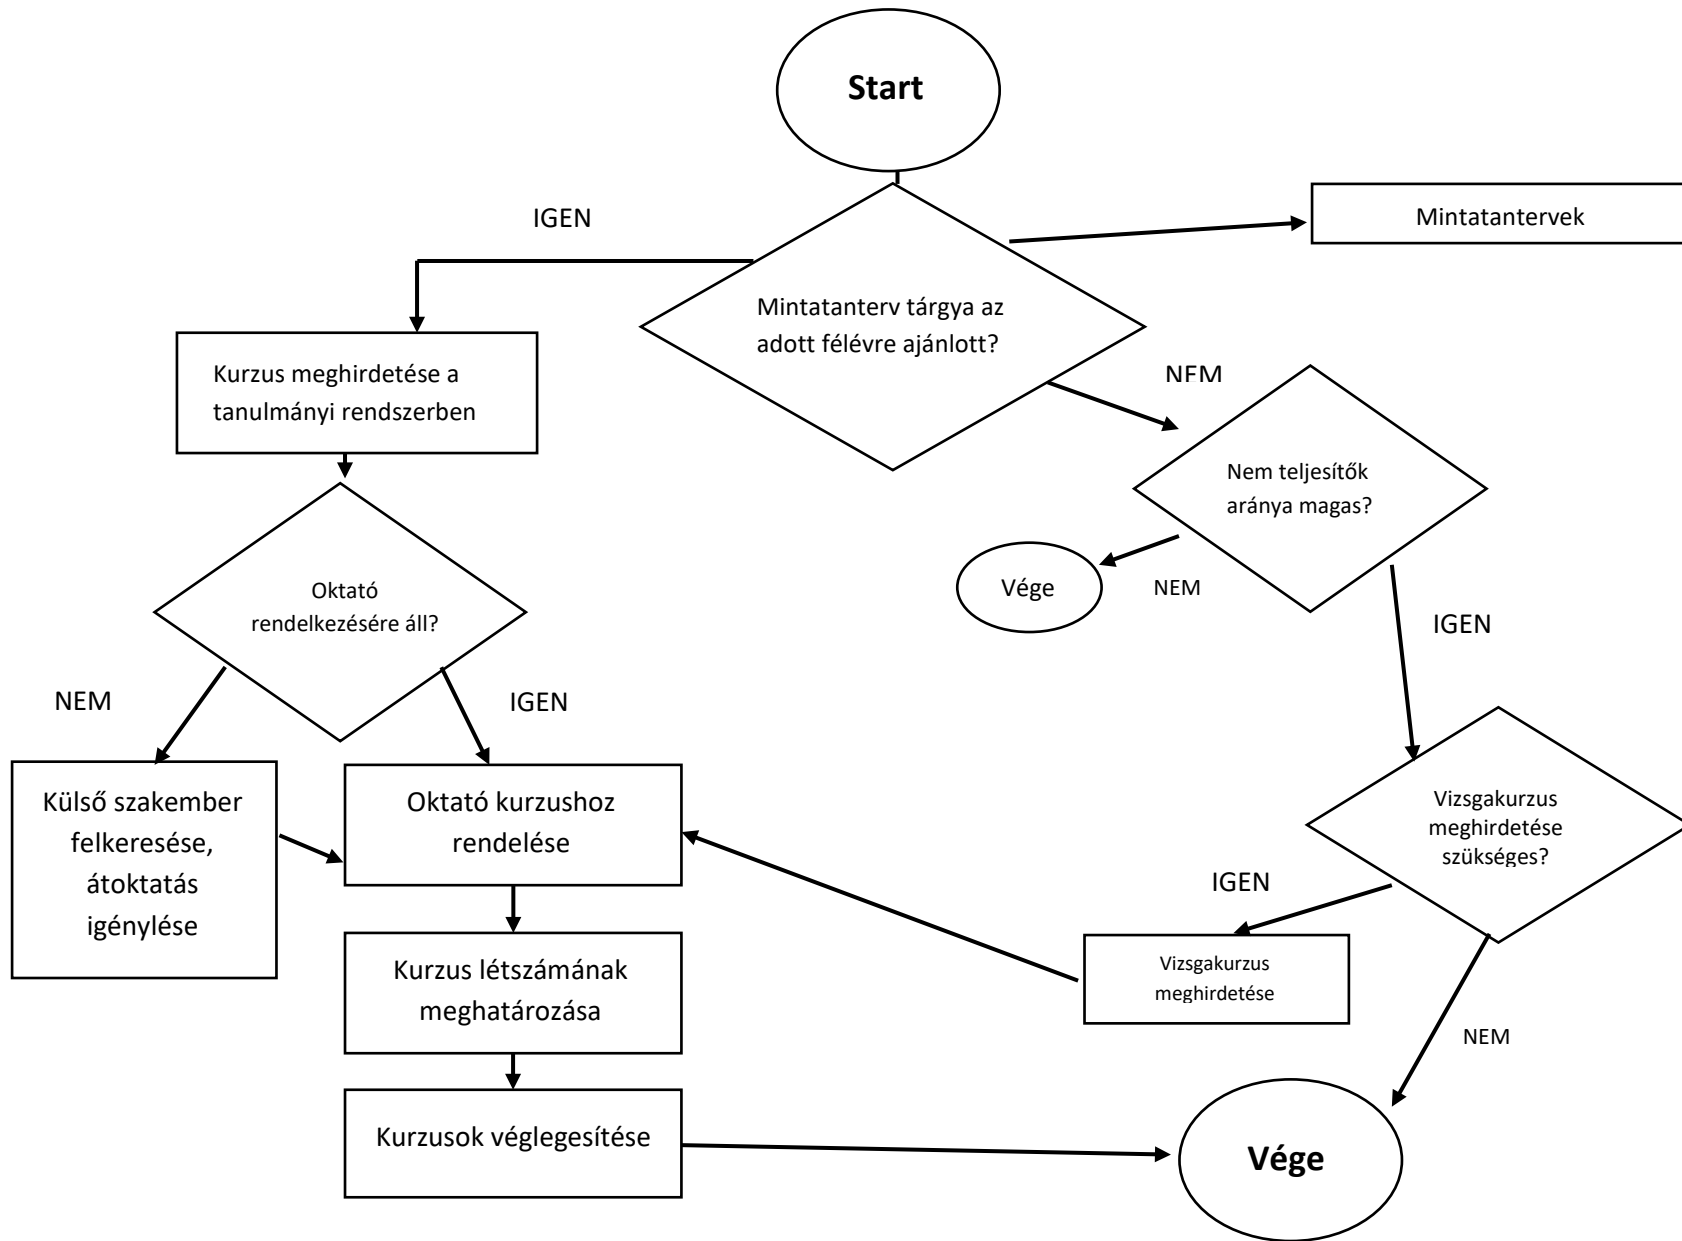 Start
IGEN
Mintatantervek
Mintatanterv tárgya az
adott félévre ajánlott?
Kurzus meghirdetése a
tanulmányi rendszerben
NEM
Nem teljesítők
aránya magas?
Vége
NEM
Oktató
rendelkezésére áll?
IGEN
NEM
IGEN
Külső szakember
felkeresése,
átoktatás
igénylése
Oktató kurzushoz
rendelése
Vizsgakurzus
meghirdetése
szükséges?
IGEN
Kurzus létszámának
meghatározása
Vizsgakurzus
meghirdetése
NEM
Kurzusok véglegesítése
Vége